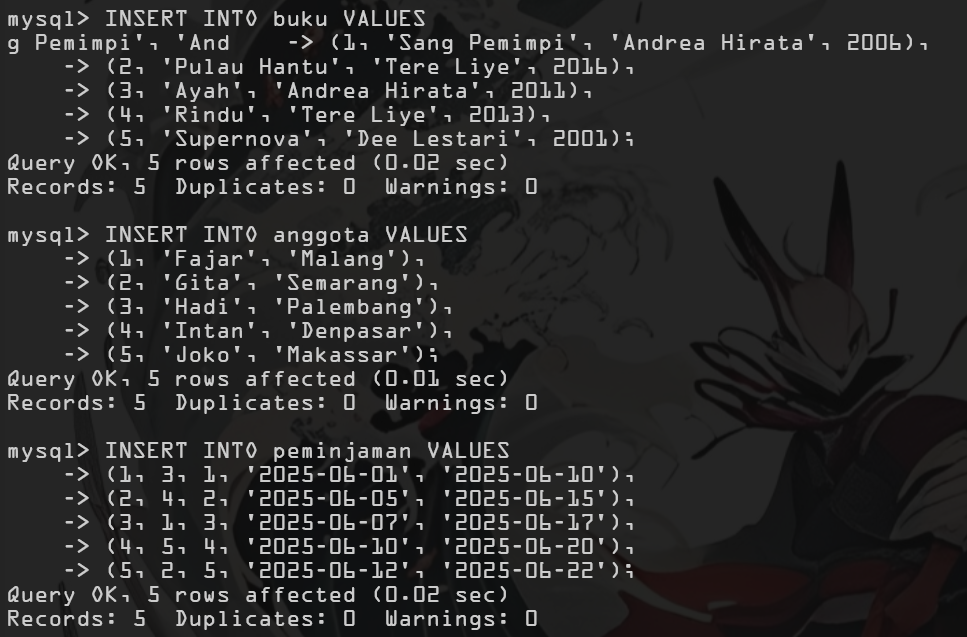 mysql> INSERT INTO buku VALUES
g Pemimpi', 'And    -> (1, 'Sang Pemimpi', 'Andrea Hirata', 2006),
    -> (2, 'Pulau Hantu', 'Tere Liye', 2016),
    -> (3, 'Ayah', 'Andrea Hirata', 2011),
    -> (4, 'Rindu', 'Tere Liye', 2013),
    -> (5, 'Supernova', 'Dee Lestari', 2001);
Query OK, 5 rows affected (0.02 sec)
Records: 5  Duplicates: 0  Warnings: 0

mysql> INSERT INTO anggota VALUES
    -> (1, 'Fajar', 'Malang'),
    -> (2, 'Gita', 'Semarang'),
    -> (3, 'Hadi', 'Palembang'),
    -> (4, 'Intan', 'Denpasar'),
    -> (5, 'Joko', 'Makassar');
Query OK, 5 rows affected (0.01 sec)
Records: 5  Duplicates: 0  Warnings: 0

mysql> INSERT INTO peminjaman VALUES
    -> (1, 3, 1, '2025-06-01', '2025-06-10'),
    -> (2, 4, 2, '2025-06-05', '2025-06-15'),
    -> (3, 1, 3, '2025-06-07', '2025-06-17'),
    -> (4, 5, 4, '2025-06-10', '2025-06-20'),
    -> (5, 2, 5, '2025-06-12', '2025-06-22');
Query OK, 5 rows affected (0.02 sec)
Records: 5  Duplicates: 0  Warnings: 0